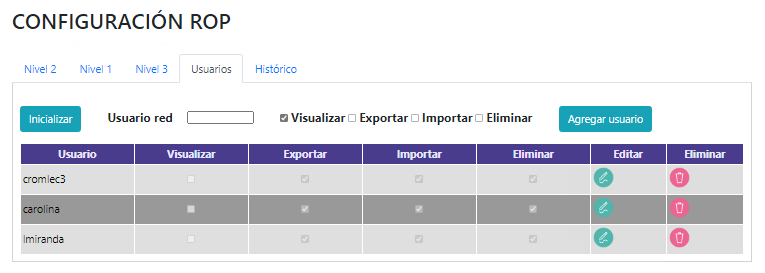 CONFIGURACIÓN ROP
Nivel 2 Nivel 1 Nivel 3 Usuarios Histórico
Inicializar Usuario red Visualizar Exportar Importar Eliminar Agregar usuario
Usuario Visualizar Exportar Importar Eliminar Editar Eliminar
cromlec3
carolina
lmiranda